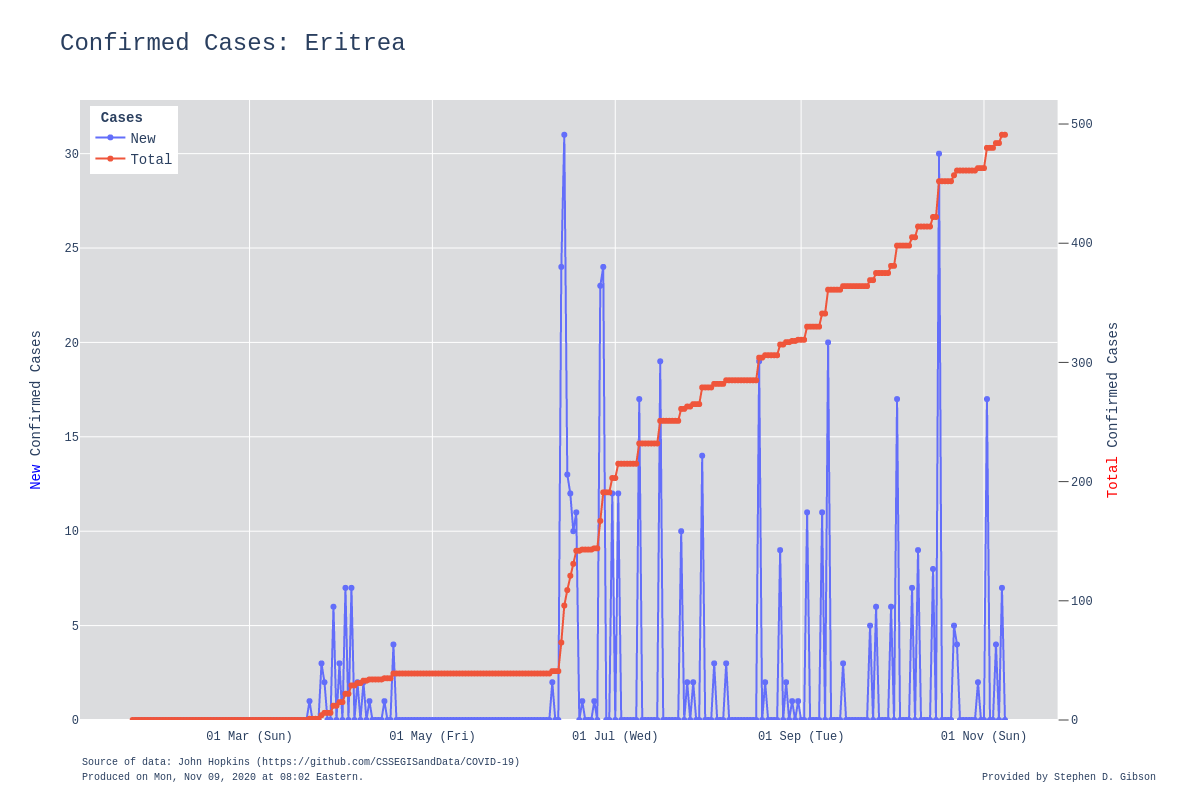 Confirmed Cases: Eritrea
Cases
New
Total
30
25
20
15
10
5
0
500
400
300
200
100
0
New Confirmed Cases
Total Confirmed Cases
01 Mar (Sun)
01 May (Fri)
01 Jul (Wed)
01 Sep (Tue)
01 Nov (Sun)
Source of data: John Hopkins (https://github.com/CSSEGISandData/COVID-19)
Produced on Mon, Nov 09, 2020 at 08:02 Eastern.
Provided by Stephen D. Gibson